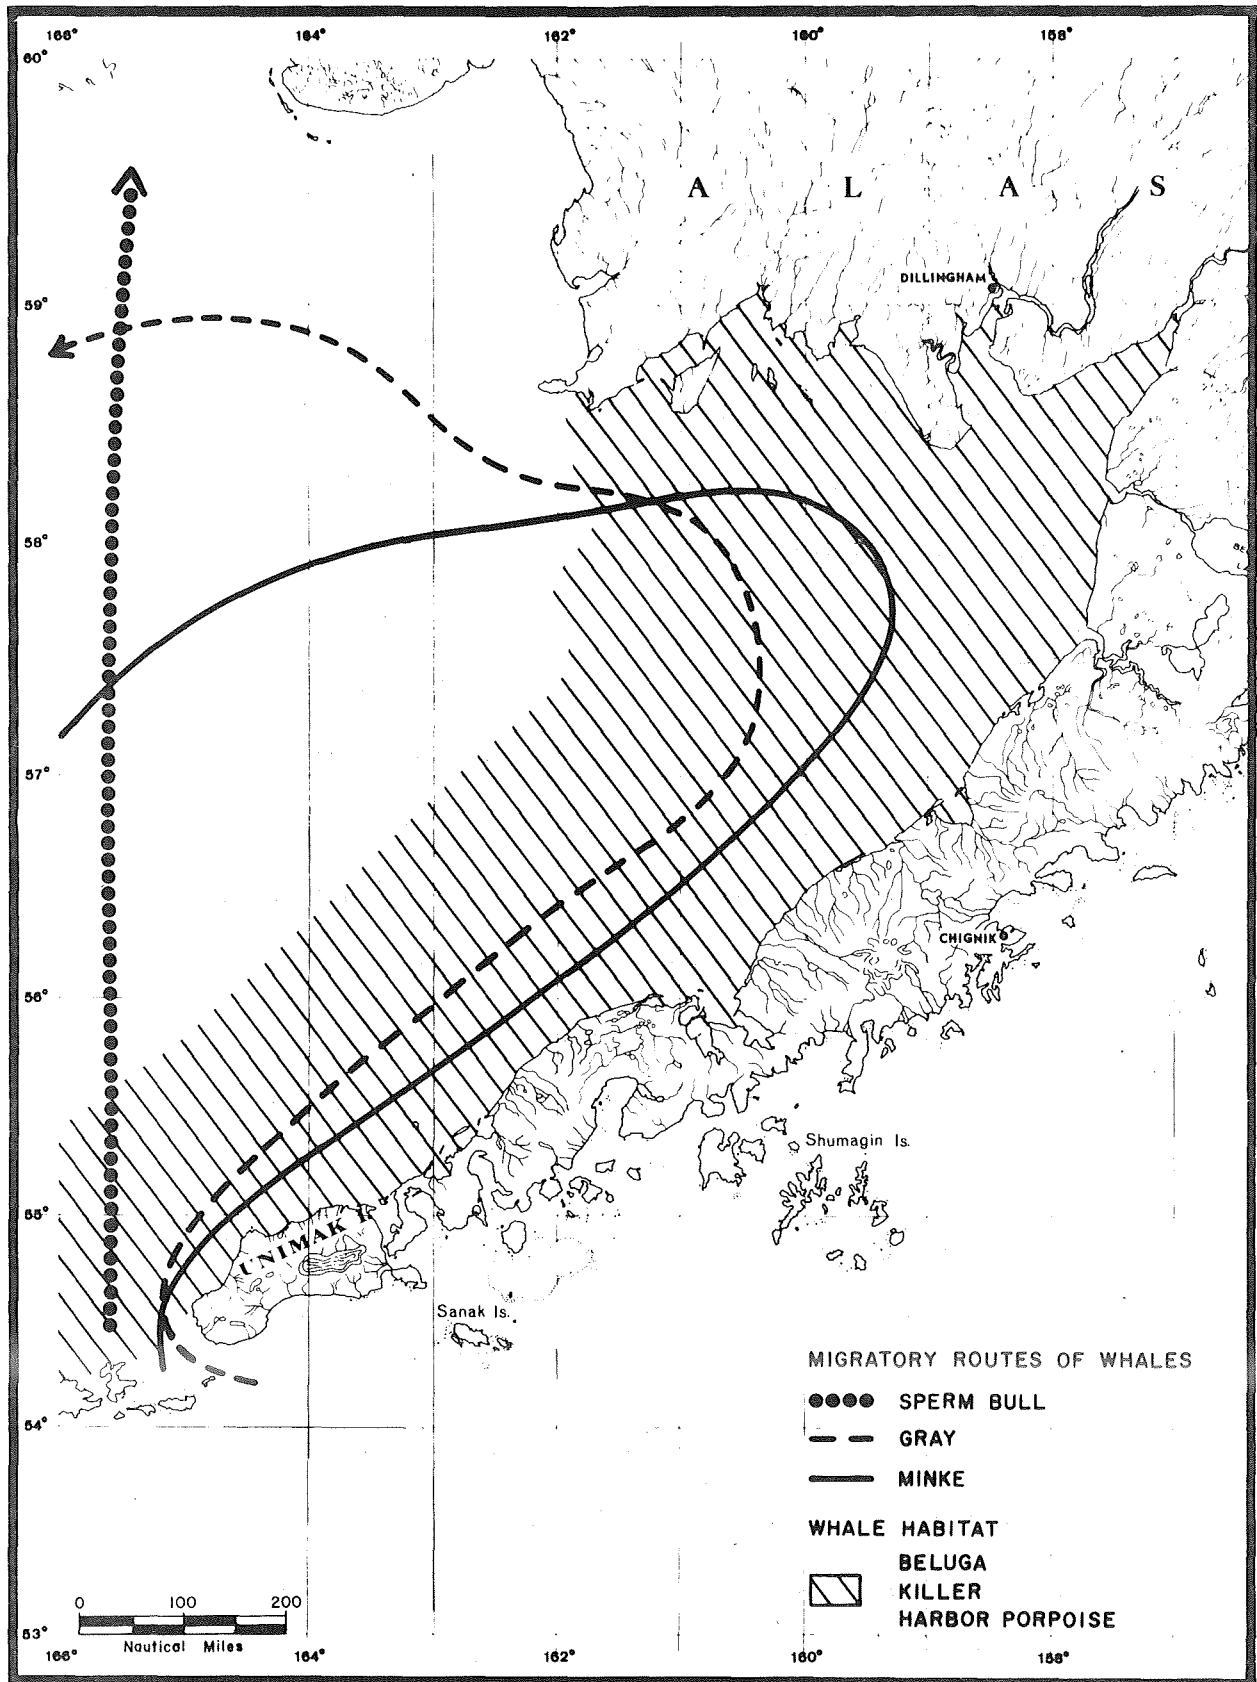 166° 164° 162° 160° 158°
60°
A L A S
DILLINGHAM
59°
58°
57°
CHIGNIK
56°
Shumagin Is.
55°
UNIMAK I.
Sanak Is.
MIGRATORY ROUTES OF WHALES
SPERM BULL
54°
GRAY
MINKE
WHALE HABITAT
BELUGA
KILLER
HARBOR PORPOISE
0 100 200
Nautical Miles
53°
166° 164° 162° 160° 158°